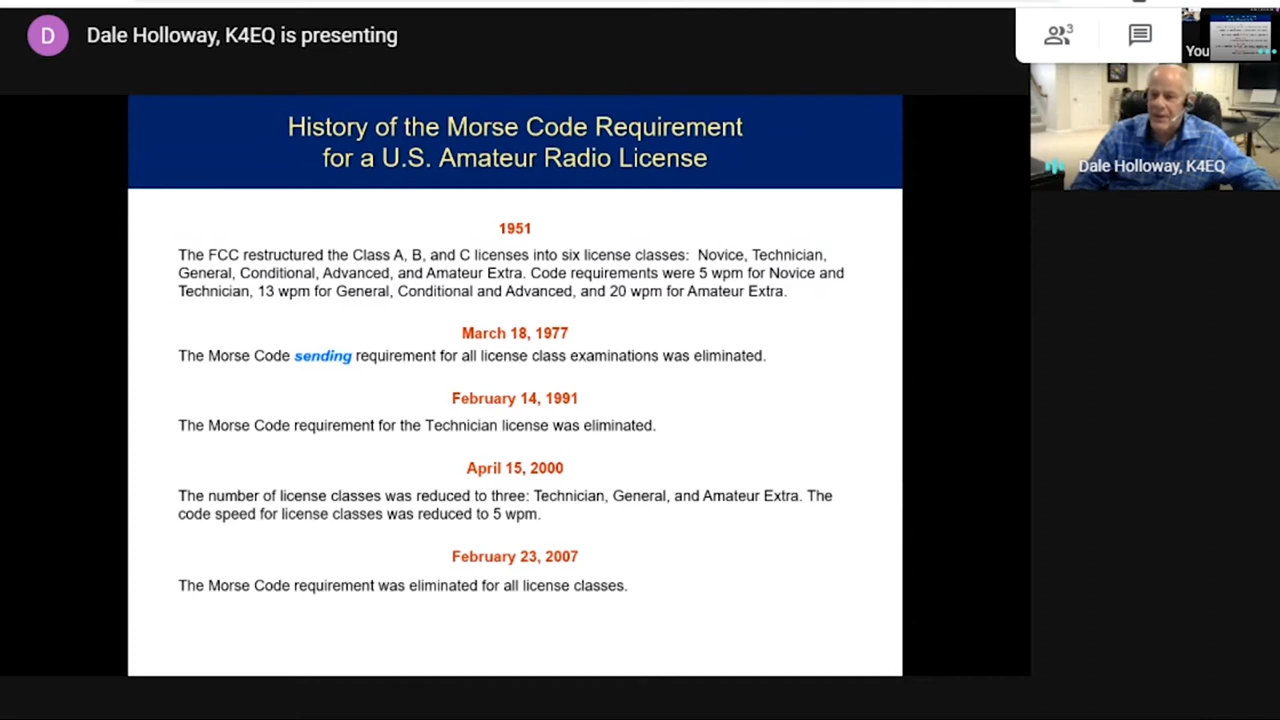 D
Dale Holloway, K4EQ is presenting
3
You
Dale Holloway, K4EQ
History of the Morse Code Requirement
for a U.S. Amateur Radio License
1951
The FCC restructured the Class A, B, and C licenses into six license classes: Novice, Technician,
General, Conditional, Advanced, and Amateur Extra. Code requirements were 5 wpm for Novice and
Technician, 13 wpm for General, Conditional and Advanced, and 20 wpm for Amateur Extra.
March 18, 1977
The Morse Code sending requirement for all license class examinations was eliminated.
February 14, 1991
The Morse Code requirement for the Technician license was eliminated.
April 15, 2000
The number of license classes was reduced to three: Technician, General, and Amateur Extra. The
code speed for license classes was reduced to 5 wpm.
February 23, 2007
The Morse Code requirement was eliminated for all license classes.